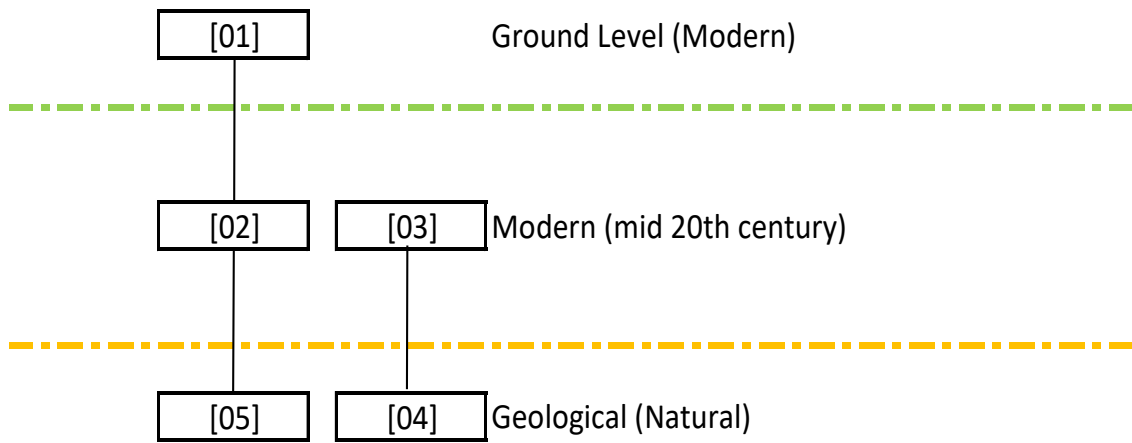 [01] Ground Level (Modern)
[02] [03] Modern (mid 20th century)
[05] [04] Geological (Natural)